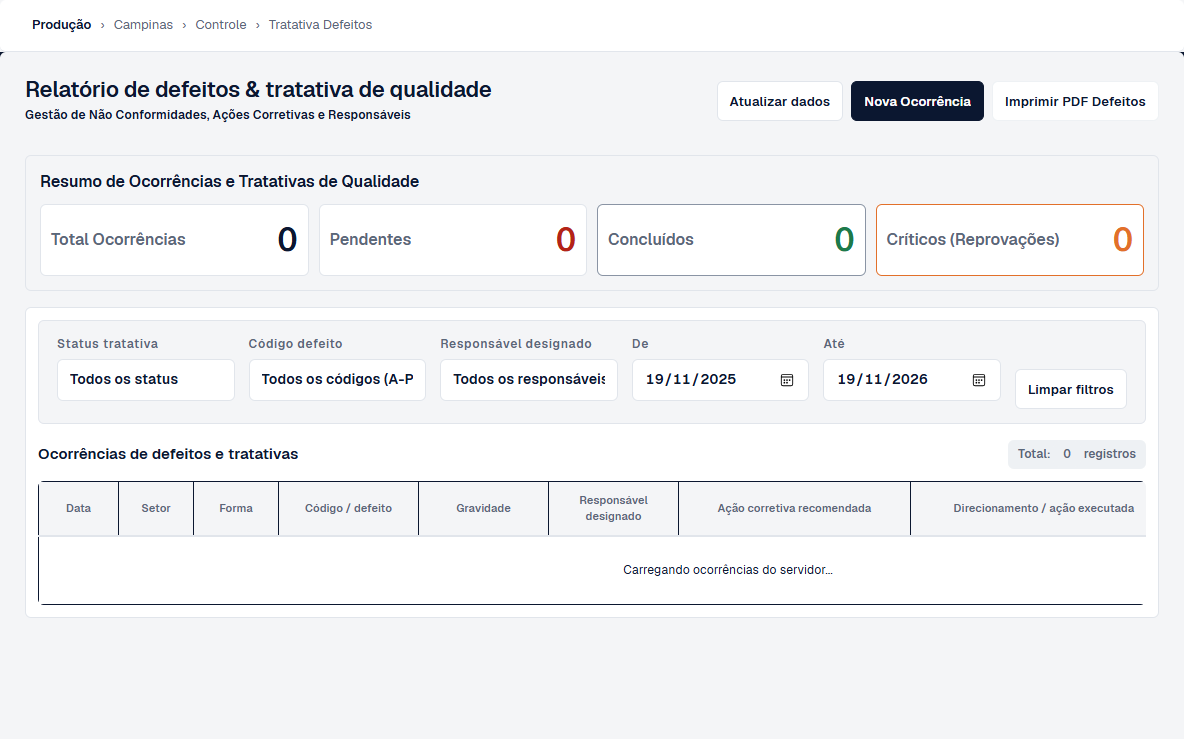 Produção › Campinas › Controle › Tratativa Defeitos
Relatório de defeitos & tratativa de qualidade
Gestão de Não Conformidades, Ações Corretivas e Responsáveis
Atualizar dados
Nova Ocorrência
Imprimir PDF Defeitos
Resumo de Ocorrências e Tratativas de Qualidade
Total Ocorrências 0
Pendentes 0
Concluídos 0
Críticos (Reprovações) 0
Status tratativa
Todos os status
Código defeito
Todos os códigos (A-P
Responsável designado
Todos os responsáveis
De
19/11/2025
Até
19/11/2026
Limpar filtros
Ocorrências de defeitos e tratativas
Total: 0 registros
Data
Setor
Forma
Código / defeito
Gravidade
Responsável
designado
Ação corretiva recomendada
Direcionamento / ação executada
Carregando ocorrências do servidor...